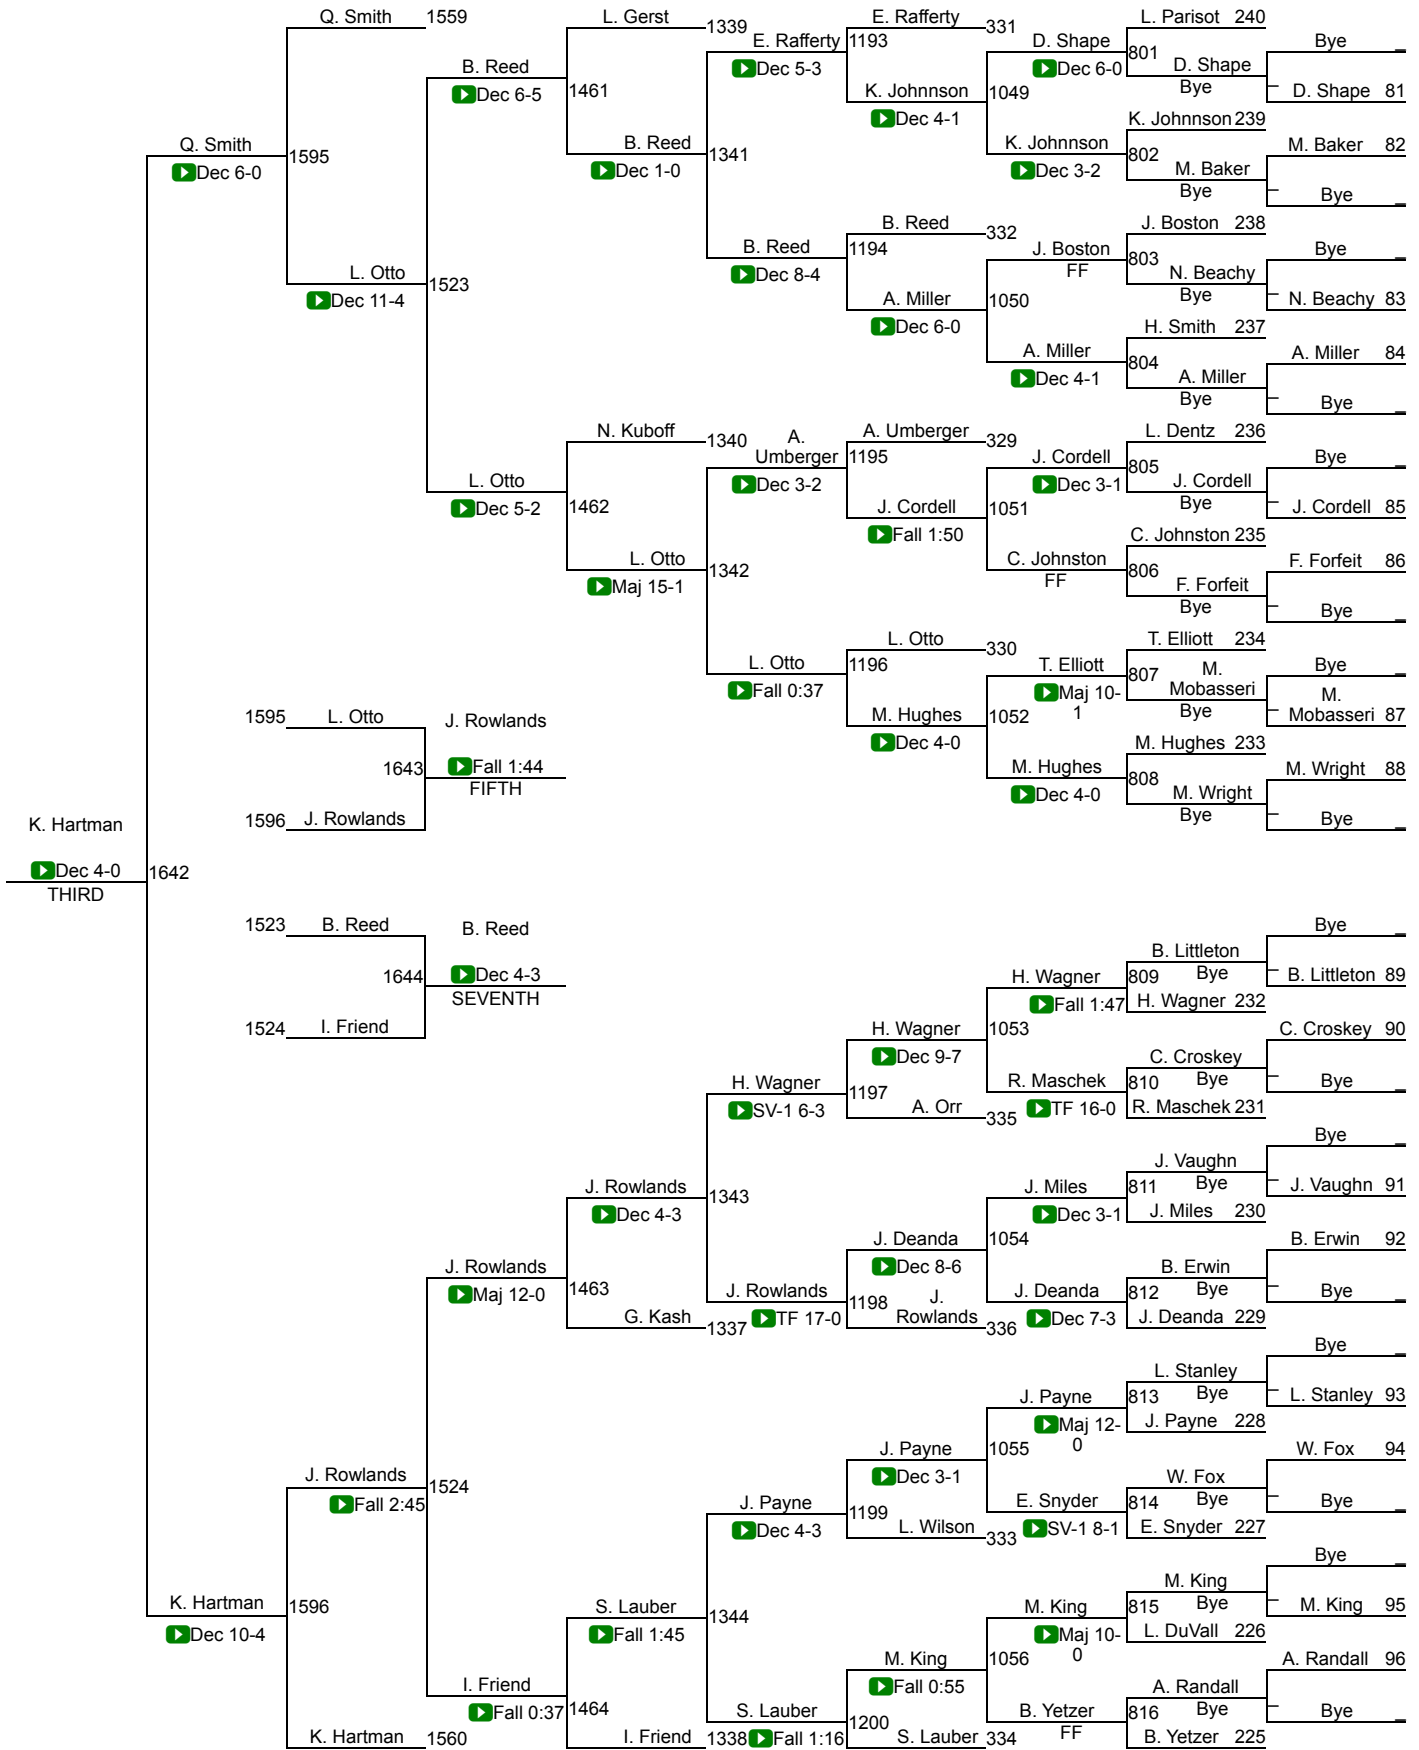 Q. Smith 1559
L. Gerst 1339
E. Rafferty 331
L. Parisot 240
Bye
E. Rafferty 1193
Dec 5-3
D. Shape 801
Dec 6-0
D. Shape
Bye
B. Reed
Dec 6-5
1461
K. Johnnson 1049
Dec 4-1
D. Shape 81
K. Johnnson 239
Q. Smith 1595
Dec 6-0
B. Reed 1341
Dec 1-0
K. Johnnson 802
Dec 3-2
M. Baker 82
M. Baker
Bye
Bye
B. Reed 332
J. Boston 238
Bye
B. Reed 1194
Dec 8-4
J. Boston 803
FF
N. Beachy
Bye
L. Otto 1523
Dec 11-4
A. Miller 1050
Dec 6-0
N. Beachy 83
H. Smith 237
A. Miller 804
Dec 4-1
A. Miller 84
A. Miller
Bye
Bye
N. Kuboff 1340
A.
Umberger 1195
Dec 3-2
A. Umberger 329
L. Dentz 236
J. Cordell 805
Dec 3-1
Bye
J. Cordell
Bye
L. Otto 1462
Dec 5-2
J. Cordell 1051
Fall 1:50
J. Cordell 85
C. Johnston 235
L. Otto 1342
Maj 15-1
C. Johnston 806
FF
F. Forfeit 86
F. Forfeit
Bye
Bye
L. Otto 330
T. Elliott 234
L. Otto 1196
Fall 0:37
T. Elliott 807
Maj 10-
1
M.
Mobasseri
Bye
Bye
M.
Mobasseri 87
1595 L. Otto
J. Rowlands
M. Hughes 1052
Dec 4-0
M. Hughes 233
1643
Fall 1:44
FIFTH
M. Hughes 808
Dec 4-0
M. Wright 88
M. Wright
Bye
Bye
1596 J. Rowlands
K. Hartman
Dec 4-0
THIRD
1642
1523 B. Reed
B. Reed
Bye
1644
Dec 4-3
SEVENTH
H. Wagner 809
Fall 1:47
B. Littleton
Bye
B. Littleton 89
H. Wagner 232
1524 I. Friend
H. Wagner 1053
Dec 9-7
C. Croskey 90
H. Wagner 1197
SV-1 6-3
R. Maschek 810
TF 16-0
C. Croskey
Bye
Bye
A. Orr 335
R. Maschek 231
Bye
J. Rowlands 1343
Dec 4-3
J. Miles 811
Dec 3-1
J. Vaughn
Bye
J. Vaughn 91
J. Miles 230
J. Rowlands
Maj 12-0
1463
J. Deanda 1054
Dec 8-6
B. Erwin 92
J. Rowlands 1198
TF 17-0
J.
Rowlands 336
J. Deanda 812
Dec 7-3
B. Erwin
Bye
Bye
G. Kash 1337
J. Deanda 229
Bye
J. Payne 813
Maj 12-
0
L. Stanley
Bye
L. Stanley 93
J. Payne 228
J. Rowlands 1524
Fall 2:45
J. Payne 1055
Dec 3-1
W. Fox 94
J. Payne 1199
Dec 4-3
E. Snyder 814
SV-1 8-1
W. Fox
Bye
Bye
L. Wilson 333
E. Snyder 227
Bye
K. Hartman 1596
Dec 10-4
S. Lauber 1344
Fall 1:45
M. King 815
Maj 10-
0
M. King
Bye
M. King 95
L. DuVall 226
I. Friend 1464
Fall 0:37
M. King 1056
Fall 0:55
A. Randall 96
S. Lauber 1200
Fall 1:16
B. Yetzer 816
FF
A. Randall
Bye
Bye
K. Hartman 1560
I. Friend 1338
S. Lauber 334
B. Yetzer 225